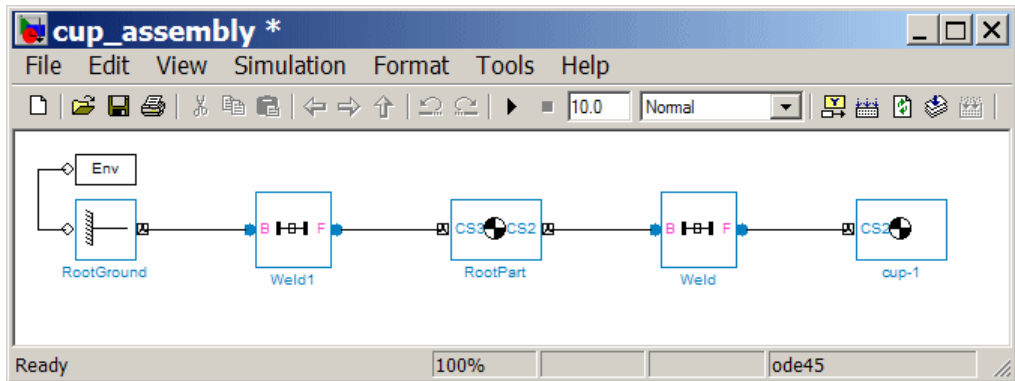 cup_assembly *
File Edit View Simulation Format Tools Help
10.0 Normal
Env
B F CS3 CS2 B F CS2
RootGround Weld1 RootPart Weld cup-1
Ready 100% ode45